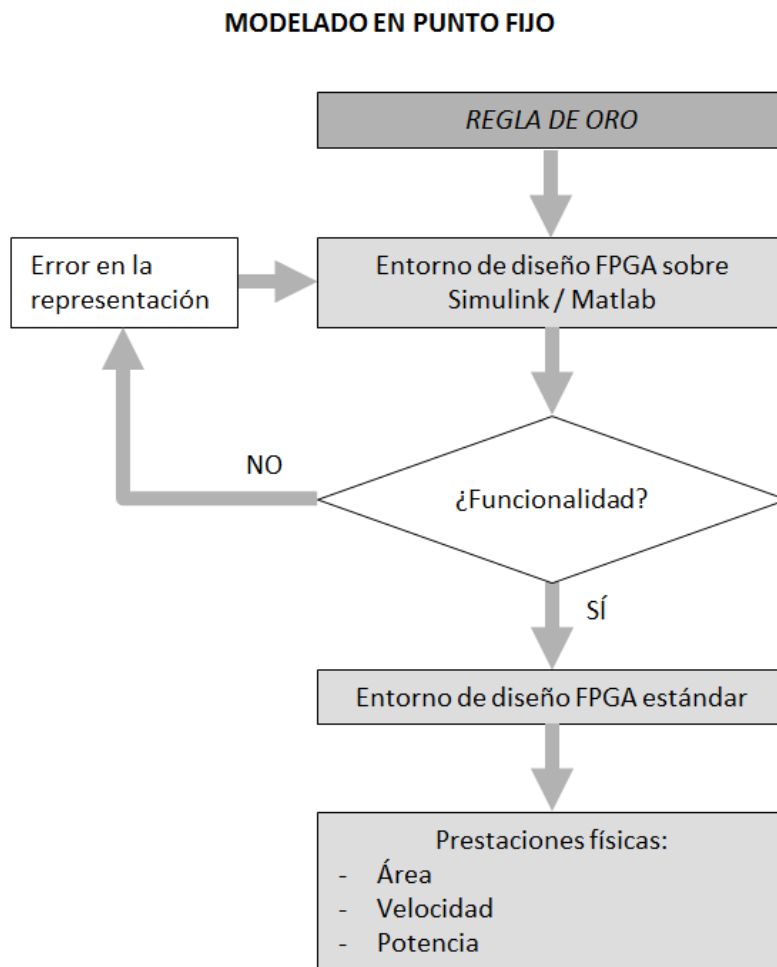 MODELADO EN PUNTO FIJO
REGLA DE ORO
Error en la
representación
Entorno de diseño FPGA sobre
Simulink / Matlab
NO
¿Funcionalidad?
SÍ
Entorno de diseño FPGA estándar
Prestaciones físicas:
- Área
- Velocidad
- Potencia